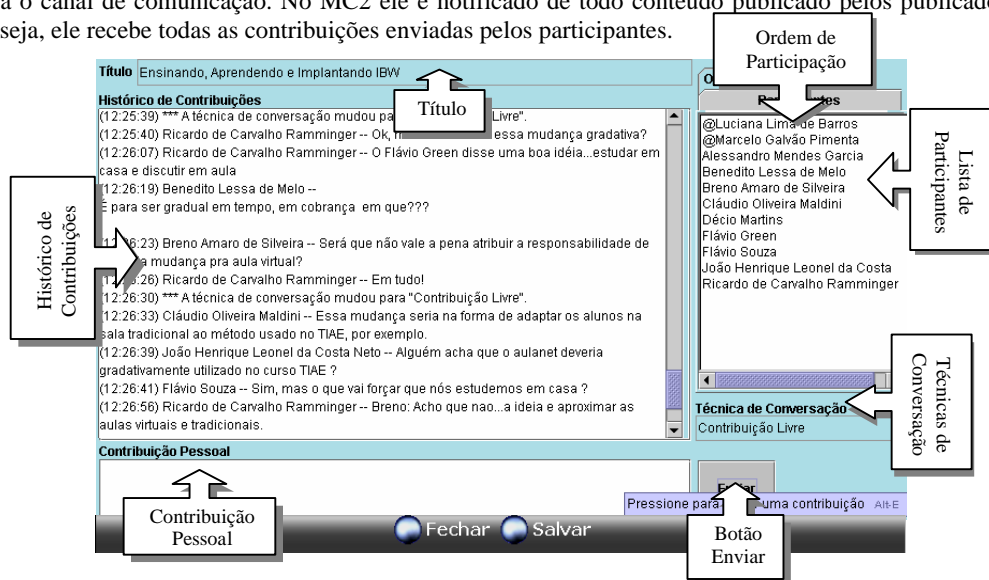 a o canal de comunicação. No MC2 ele é notificado de todo conteúdo publicado pelos publicado
seja, ele recebe todas as contribuições enviadas pelos participantes.
Ordem de
Participação
Título Ensinando, Aprendendo e Implantando IBW
Título
Histórico de Contribuições
(12:25:39) *** A técnica de conversação mudou pa Livre".
(12:25:40) Ricardo de Carvalho Ramminger -- Ok, essa mudança gradativa?
(12:26:07) Ricardo de Carvalho Ramminger -- O Flávio Green disse uma boa idéia...estudar em
casa e discutir em aula
(12:26:19) Benedito Lessa de Melo --
É para ser gradual em tempo, em cobrança em que???
Breno Amaro de Silveira -- Será que não vale a pena atribuir a responsabilidade de
a mudança pra aula virtual?
:26) Ricardo de Carvalho Ramminger -- Em tudo!
(12:26:30) *** A técnica de conversação mudou para "Contribuição Livre".
(12:26:33) Cláudio Oliveira Maldini -- Essa mudança seria na forma de adaptar os alunos na
sala tradicional ao método usado no TIAE, por exemplo.
(12:26:39) João Henrique Leonel da Costa Neto -- Alguém acha que o aulanet deveria
gradativamente utilizado no curso TIAE ?
(12:26:41) Flávio Souza -- Sim, mas o que vai forçar que nós estudemos em casa ?
(12:26:56) Ricardo de Carvalho Ramminger -- Breno: Acho que nao...a ideia e aproximar as
aulas virtuais e tradicionais.
Histórico de
Contribuições
@Luciana Lima de Barros
@Marcelo Galvão Pimenta
Alessandro Mendes Garcia
Benedito Lessa de Melo
Breno Amaro de Silveira
Cláudio Oliveira Maldini
Décio Martins
Flávio Green
Flávio Souza
João Henrique Leonel da Costa
Ricardo de Carvalho Ramminger
Lista de
Participantes
Técnica de Conversação
Contribuição Livre
Técnicas de
Conversação
Contribuição Pessoal
Contribuição
Pessoal
Pressione para uma contribuição Alt-E
Botão
Enviar
Fechar Salvar